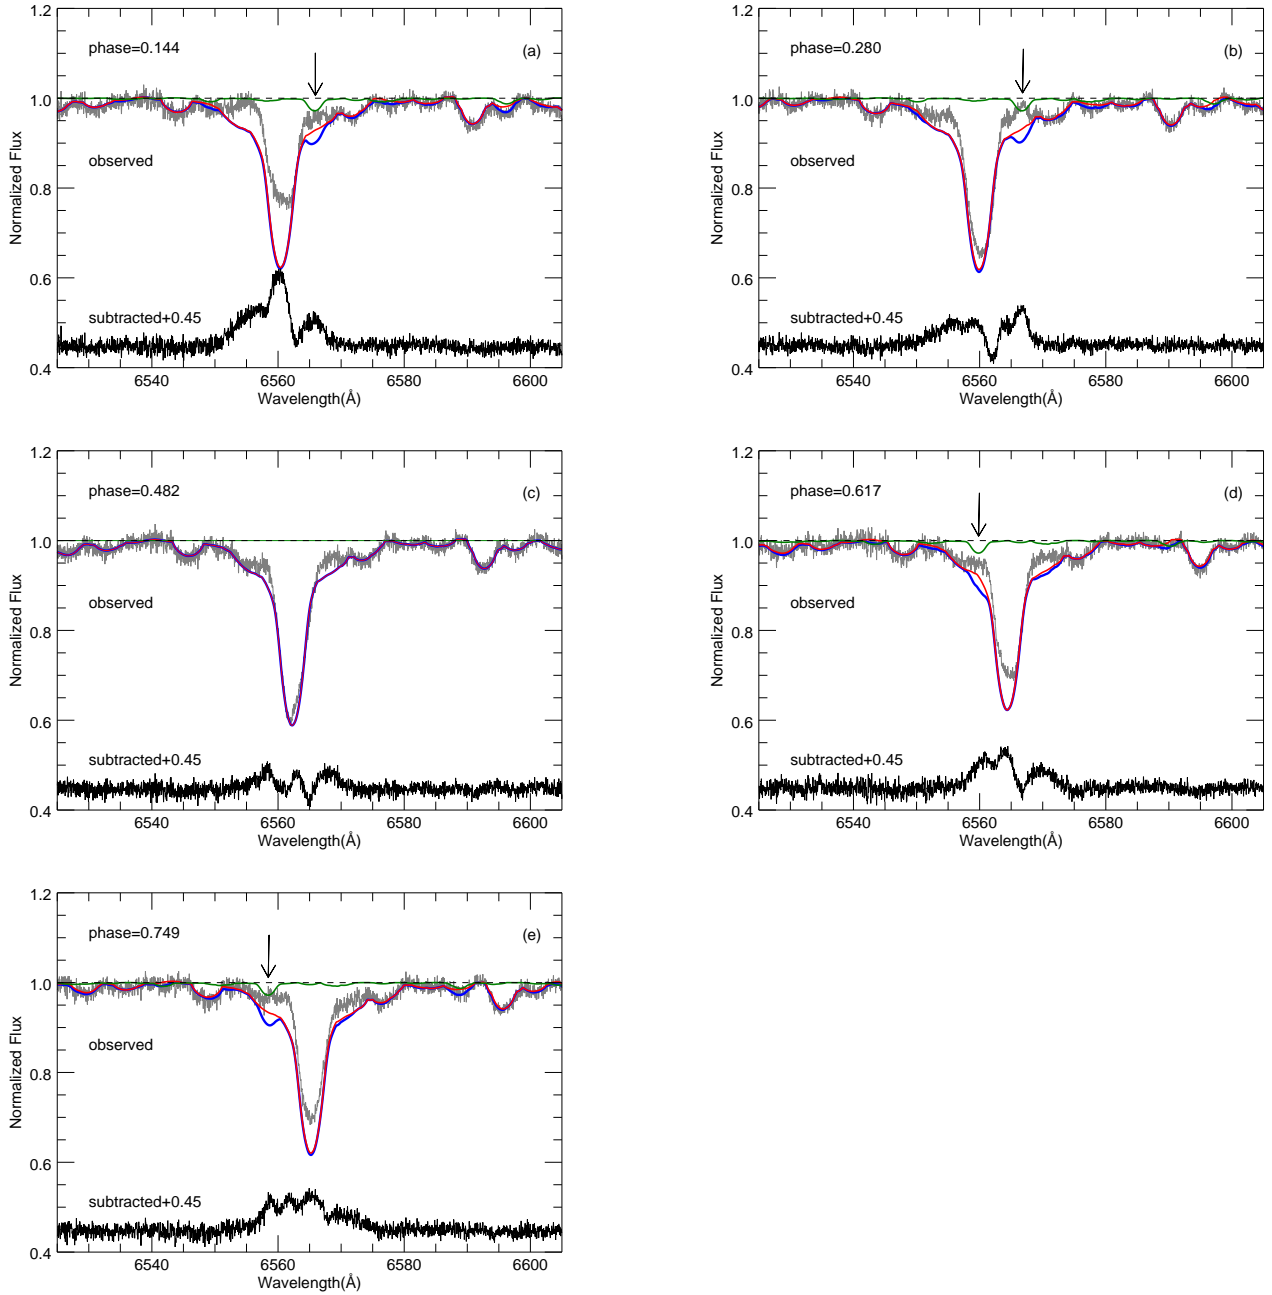 1.2
phase=0.144
(a)
1.0
observed
0.8
Normalized Flux
0.6
subtracted+0.45
0.4
6540
6560
6580
6600
Wavelength(Å)
1.2
phase=0.280
(b)
1.0
observed
0.8
Normalized Flux
0.6
subtracted+0.45
0.4
6540
6560
6580
6600
Wavelength(Å)
1.2
phase=0.482
(c)
1.0
observed
0.8
Normalized Flux
0.6
subtracted+0.45
0.4
6540
6560
6580
6600
Wavelength(Å)
1.2
phase=0.617
(d)
1.0
observed
0.8
Normalized Flux
0.6
subtracted+0.45
0.4
6540
6560
6580
6600
Wavelength(Å)
1.2
phase=0.749
(e)
1.0
observed
0.8
Normalized Flux
0.6
subtracted+0.45
0.4
6540
6560
6580
6600
Wavelength(Å)